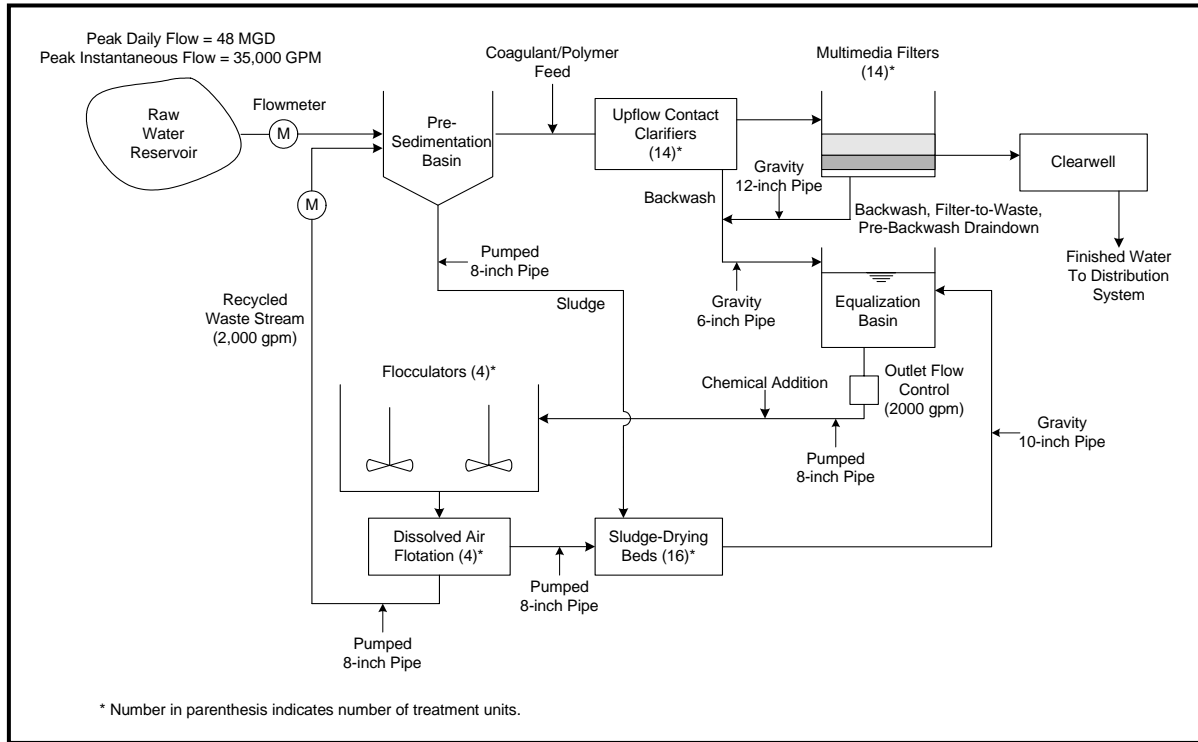 Peak Daily Flow = 48 MGD
Peak Instantaneous Flow = 35,000 GPM
Raw
Water
Reservoir
Flowmeter
M
M
Pre-
Sedimentation
Basin
Coagulant/Polymer
Feed
Upflow Contact
Clarifiers
(14)*
Multimedia Filters
(14)*
Clearwell
Finished Water
To Distribution
System
Gravity
12-inch Pipe
Backwash
Backwash, Filter-to-Waste,
Pre-Backwash Draindown
Pumped
8-inch Pipe
Sludge
Gravity
6-inch Pipe
Equalization
Basin
Recycled
Waste Stream
(2,000 gpm)
Outlet Flow
Control
(2000 gpm)
Flocculators (4)*
Chemical Addition
Pumped
8-inch Pipe
Gravity
10-inch Pipe
Dissolved Air
Flotation (4)*
Sludge-Drying
Beds (16)*
Pumped
8-inch Pipe
Pumped
8-inch Pipe
* Number in parenthesis indicates number of treatment units.